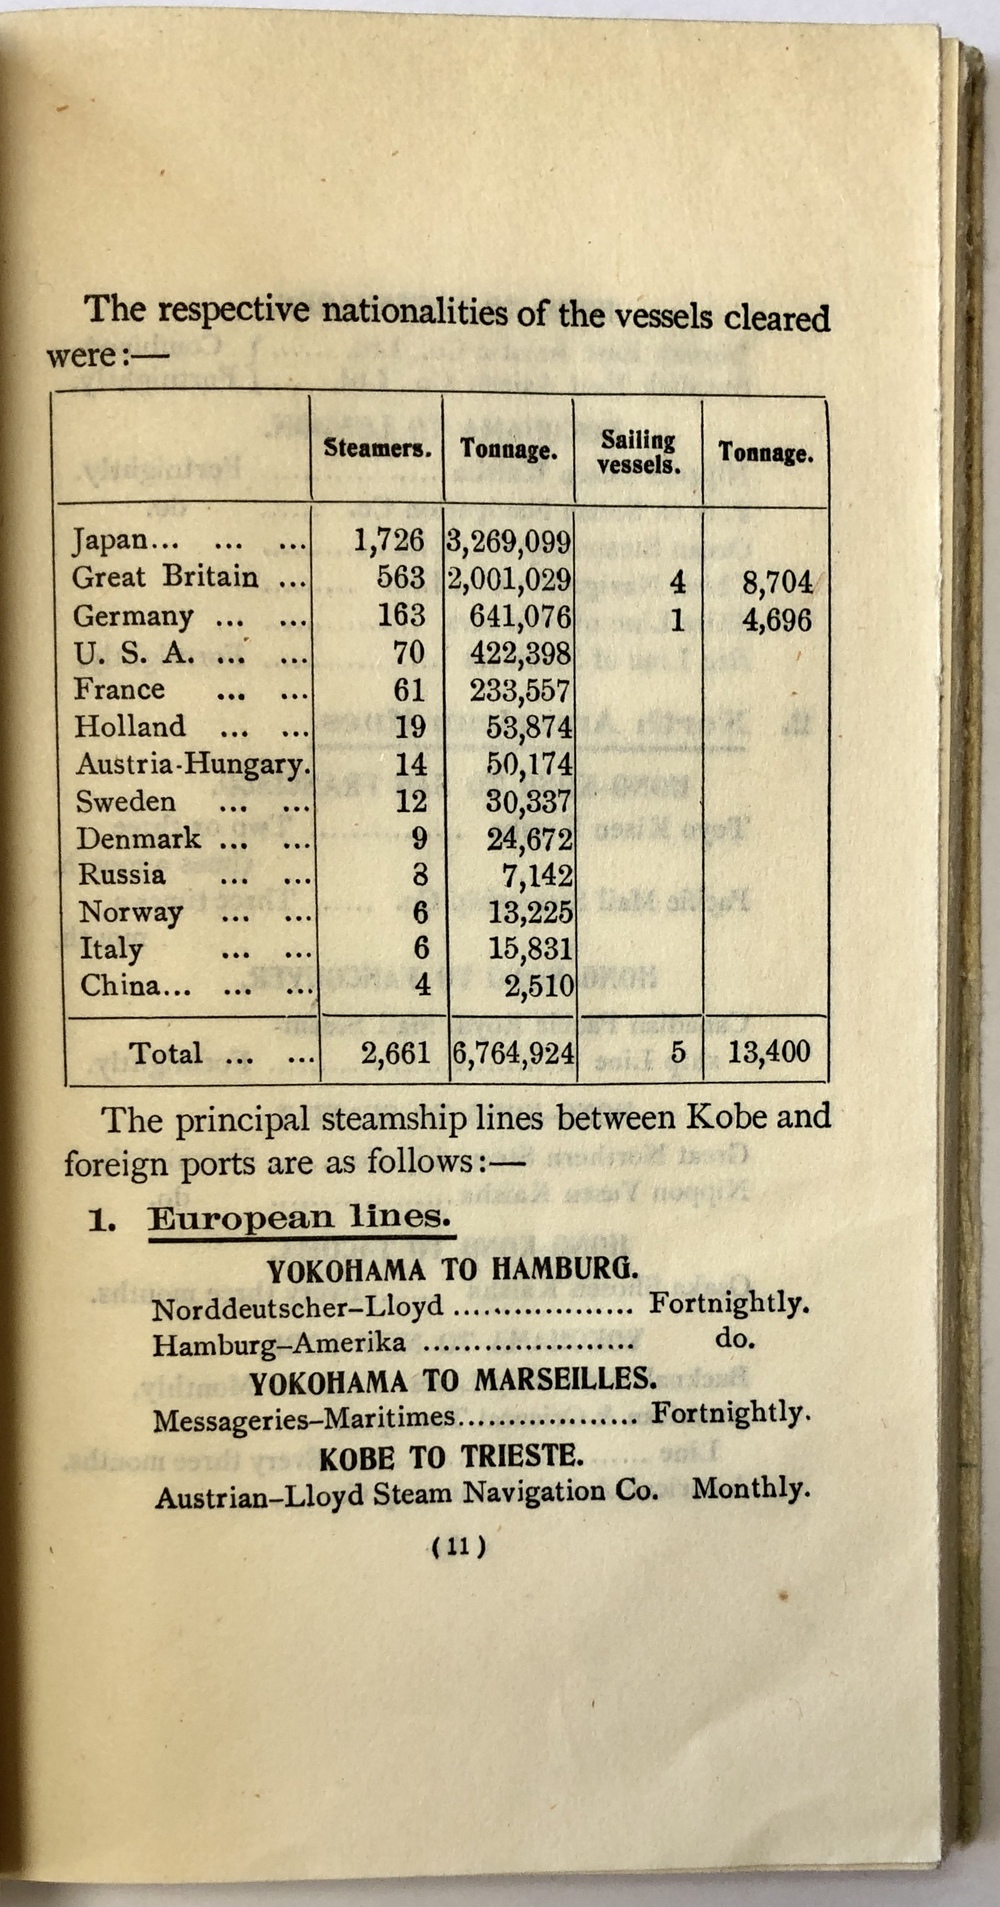 The respective nationalities of the vessels cleared
were:—
Steamers. Tonnage. Sailing vessels. Tonnage.
Japan... ... ... 1,726 3,269,099
Great Britain ... 563 2,001,029 4 8,704
Germany ... ... 163 641,076 1 4,696
U. S. A. ... ... 70 422,398
France ... ... 61 233,557
Holland ... ... 19 53,874
Austria-Hungary. 14 50,174
Sweden ... ... 12 30,337
Denmark ... ... 9 24,672
Russia ... ... 8 7,142
Norway ... ... 6 13,225
Italy ... ... 6 15,831
China... ... ... 4 2,510
Total ... ... 2,661 6,764,924 5 13,400
The principal steamship lines between Kobe and
foreign ports are as follows:—
1. European lines.
YOKOHAMA TO HAMBURG.
Norddeutscher-Lloyd .................. Fortnightly.
Hamburg-Amerika ..................... do.
YOKOHAMA TO MARSEILLES.
Messageries-Maritimes.................. Fortnightly.
KOBE TO TRIESTE.
Austrian-Lloyd Steam Navigation Co. Monthly.
(11)